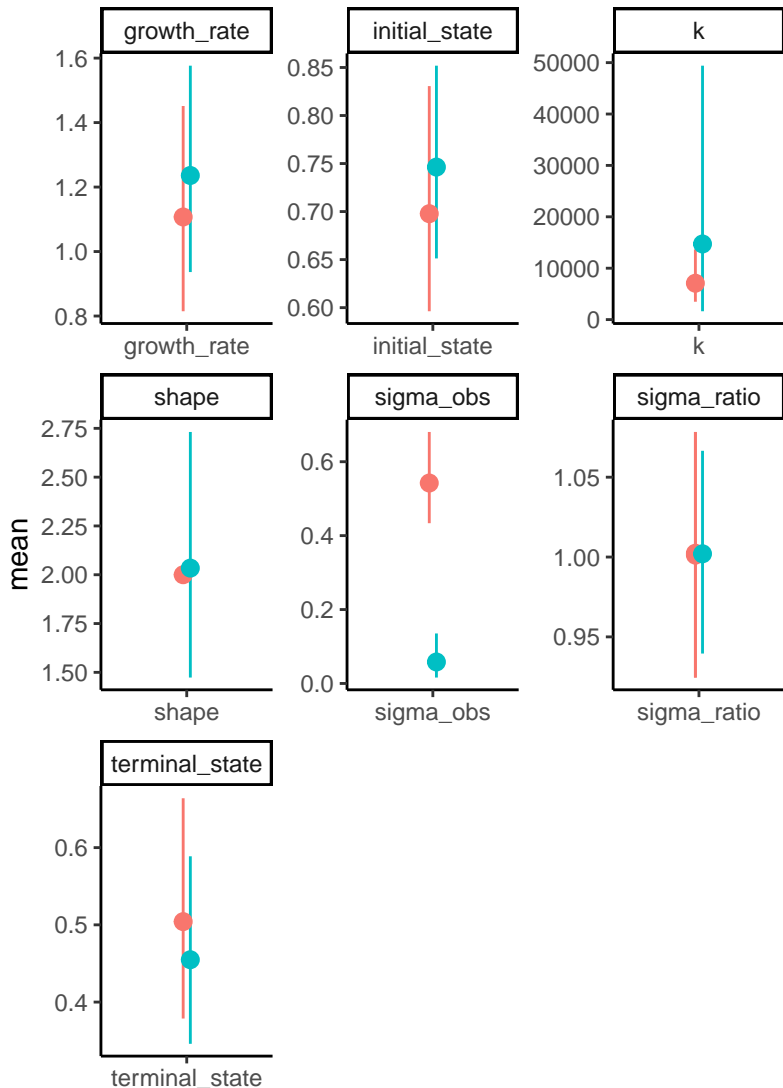 growth_rate
initial_state
k
1.6
1.4
1.2
1.0
0.8
0.85
0.80
0.75
0.70
0.65
0.60
50000
40000
30000
20000
10000
0
growth_rate
initial_state
k
shape
sigma_obs
sigma_ratio
mean
2.75
2.50
2.25
2.00
1.75
1.50
0.6
0.4
0.2
0.0
1.05
1.00
0.95
shape
sigma_obs
sigma_ratio
terminal_state
0.6
0.5
0.4
terminal_state